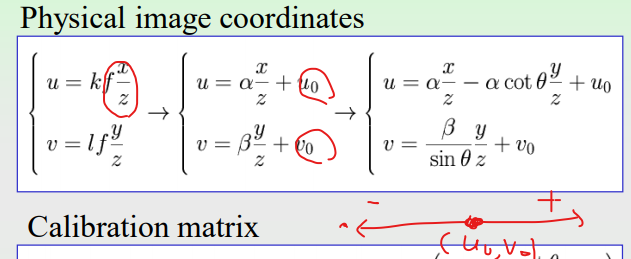 Physical image coordinates
u = kf x/z → u = α x/z + u₀ → u = α x/z − α cot θ y/z + u₀
v = lf y/z v = β y/z + v₀ v = β/sin θ y/z + v₀
- +
Calibration matrix
(u₀, v₀)